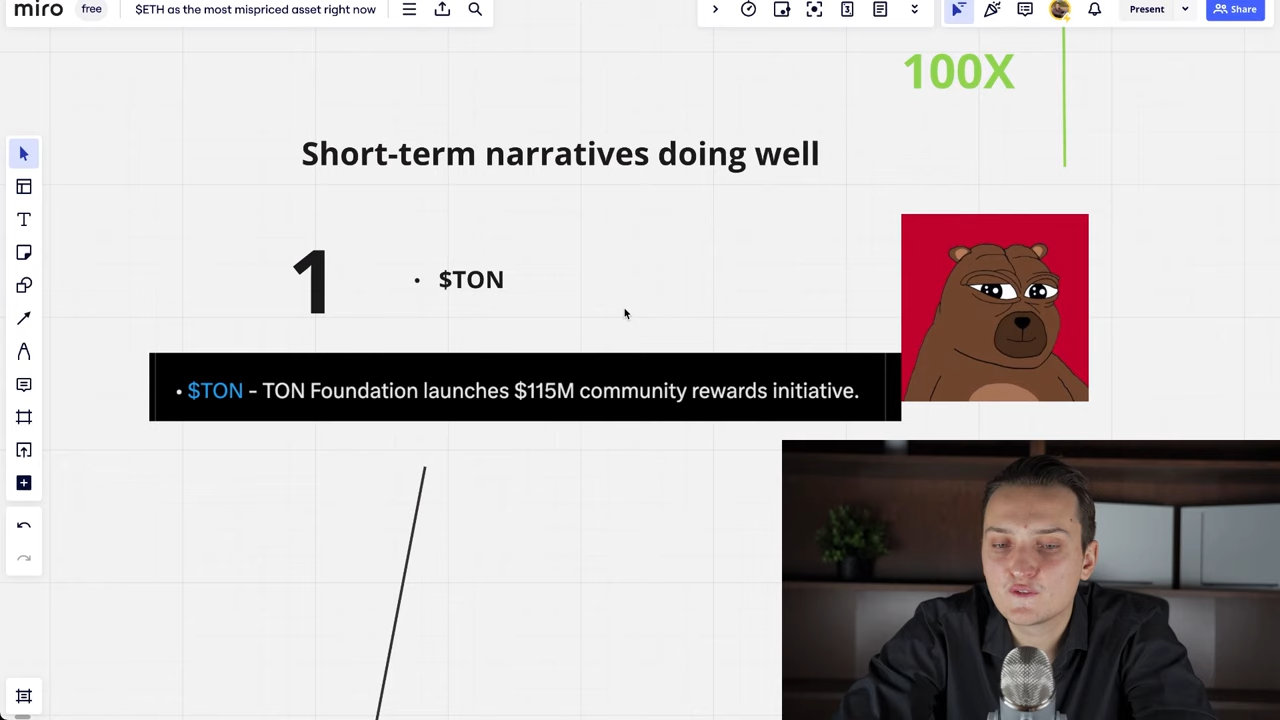 miro free $ETH as the most mispriced asset right now
3 Present Share
100X
Short-term narratives doing well
1 • $TON
• $TON - TON Foundation launches $115M community rewards initiative.